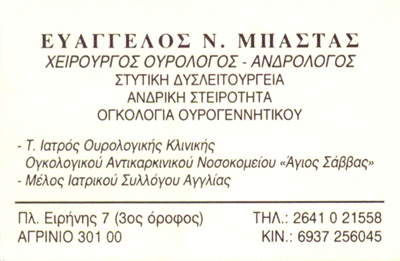 ΕΥΑΓΓΕΛΟΣ Ν. ΜΠΑΣΤΑΣ
ΧΕΙΡΟΥΡΓΟΣ ΟΥΡΟΛΟΓΟΣ - ΑΝΔΡΟΛΟΓΟΣ
ΣΤΥΤΙΚΗ ΔΥΣΛΕΙΤΟΥΡΓΕΙΑ
ΑΝΔΡΙΚΗ ΣΤΕΙΡΟΤΗΤΑ
ΟΓΚΟΛΟΓΙΑ ΟΥΡΟΓΕΝΝΗΤΙΚΟΥ
- Τ. Ιατρός Ουρολογικής Κλινικής
Ογκολογικού Αντικαρκινικού Νοσοκομείου «Άγιος Σάββας»
- Μέλος Ιατρικού Συλλόγου Αγγλίας
Πλ. Ειρήνης 7 (3ος όροφος) ΤΗΛ.: 2641 0 21558
ΑΓΡΙΝΙΟ 301 00 ΚΙΝ.: 6937 256045